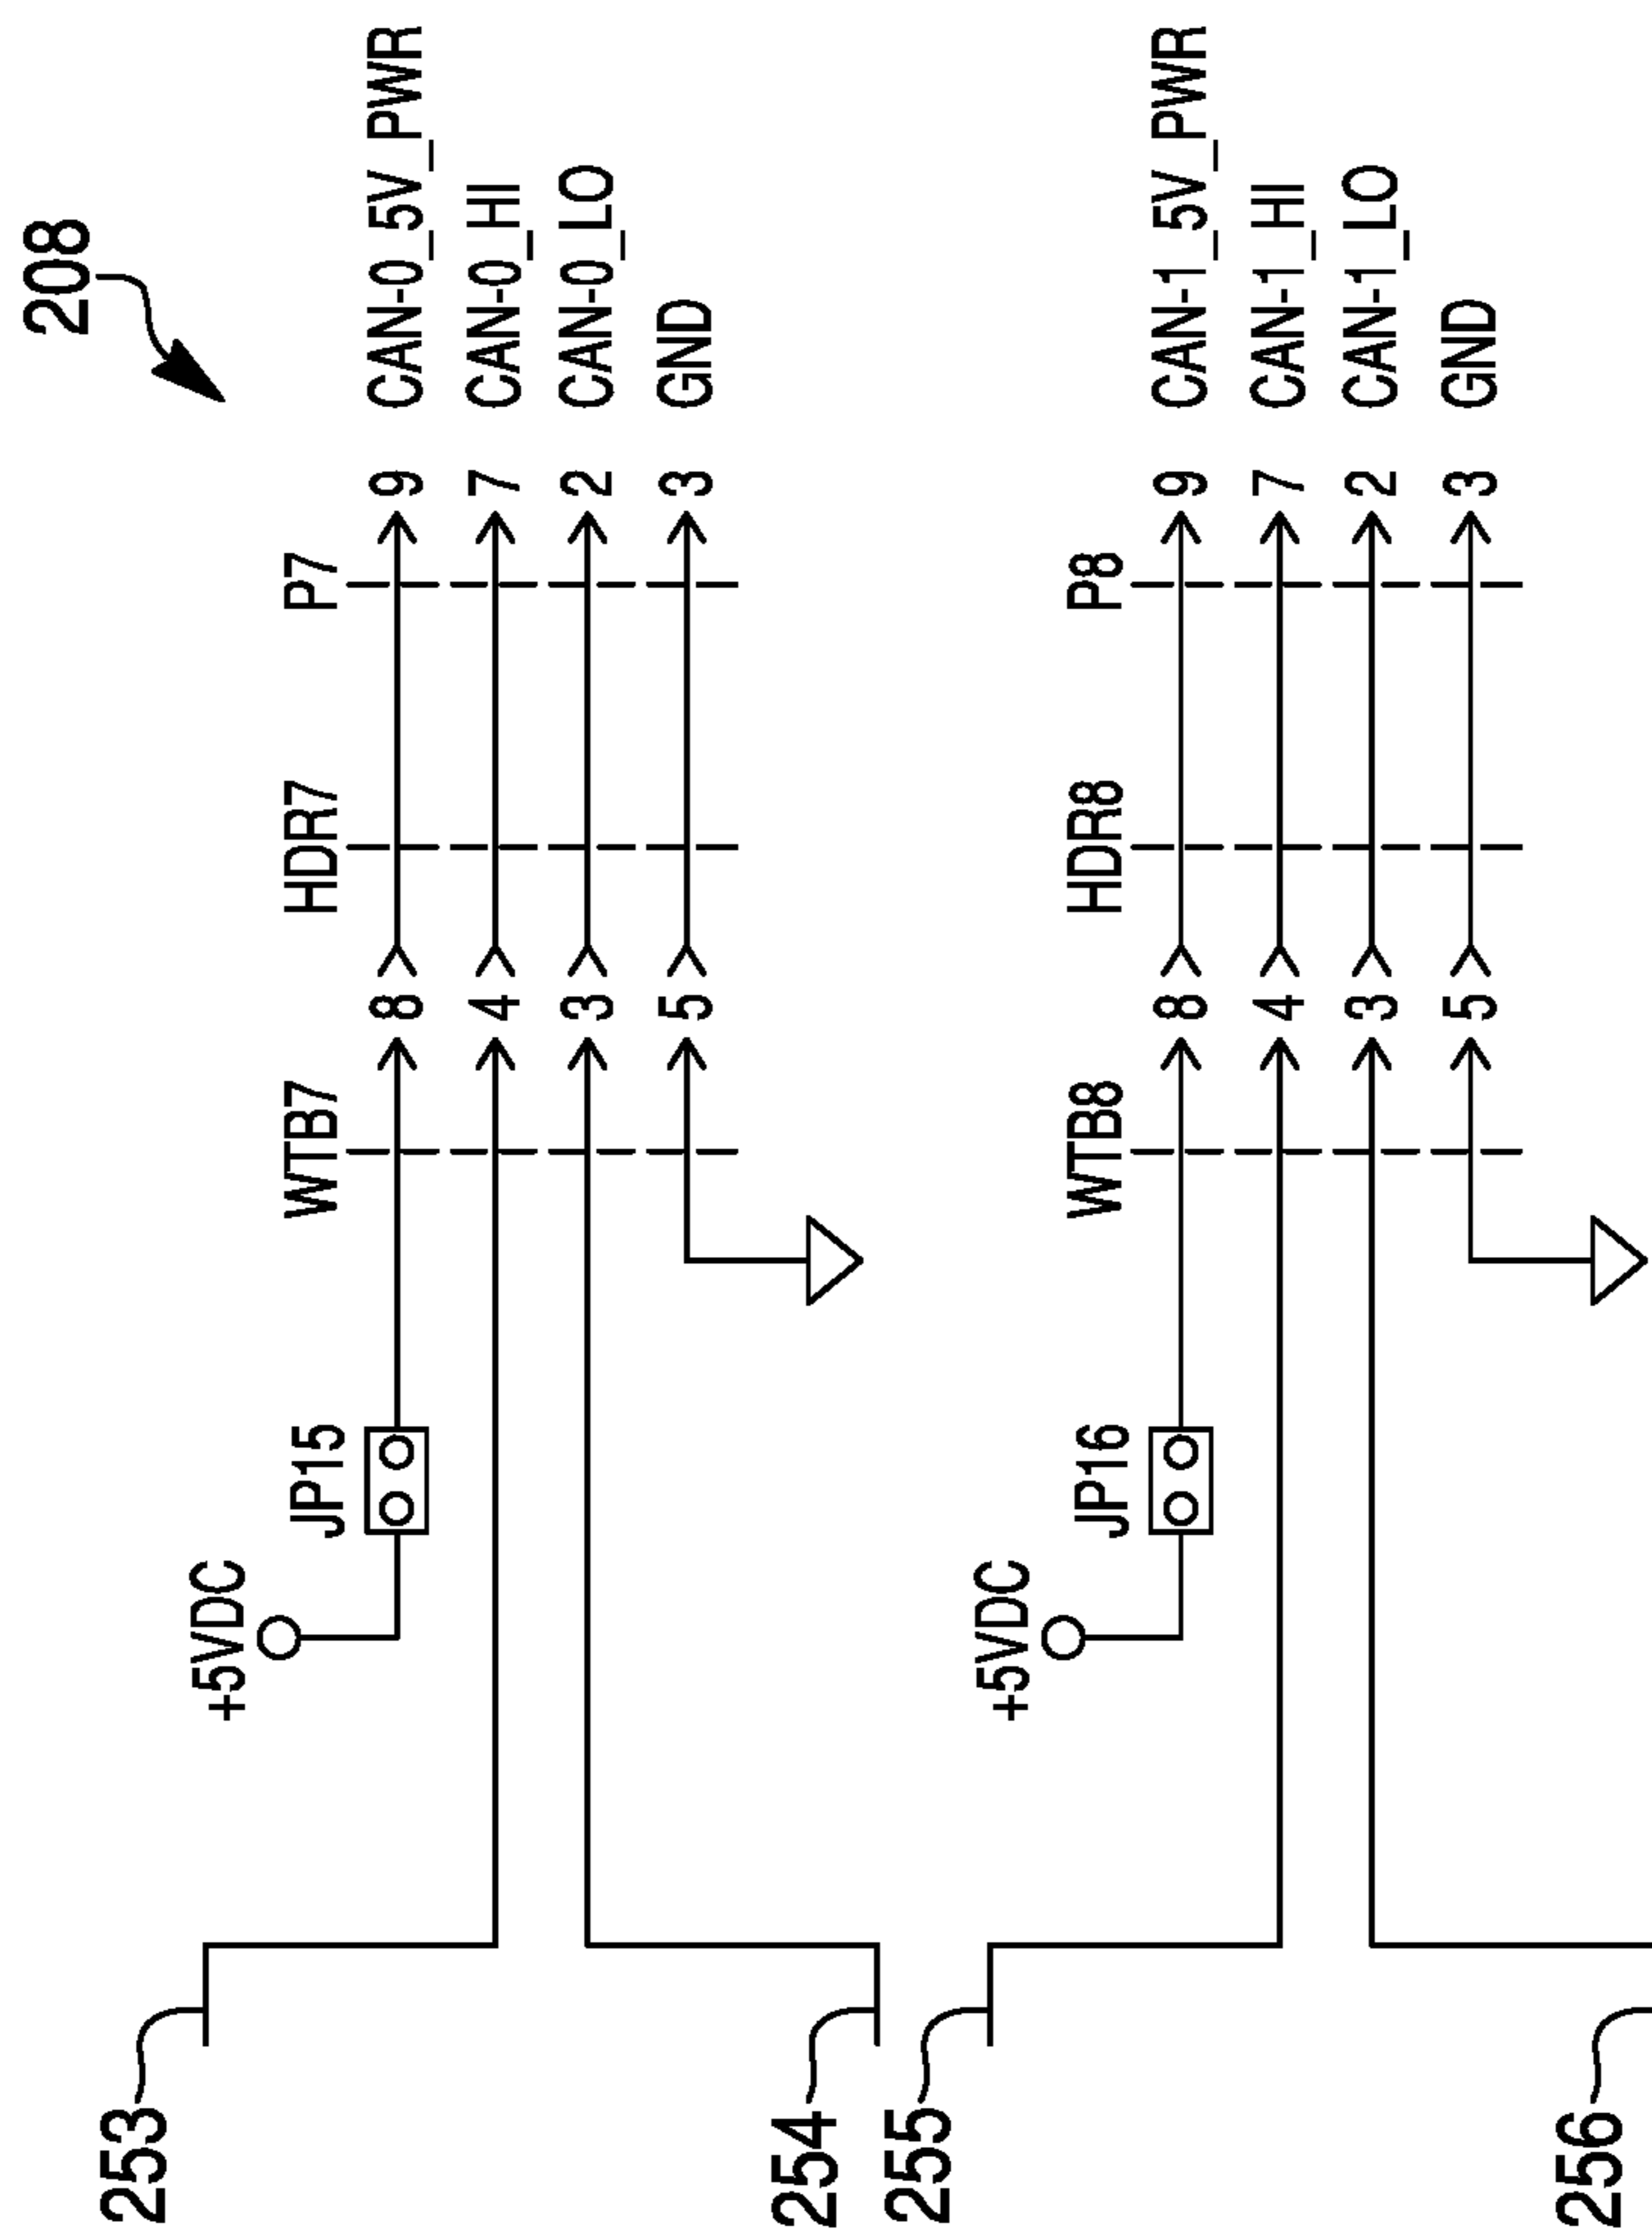 208
+5VDC
JP15
WTB7
HDR7
P7
8
9
CAN-0_5V_PWR
4
7
CAN-0_HI
3
2
CAN-0_LO
5
3
GND
253
254
+5VDC
JP16
WTB8
HDR8
P8
8
9
CAN-1_5V_PWR
4
7
CAN-1_HI
3
2
CAN-1_LO
5
3
GND
255
256